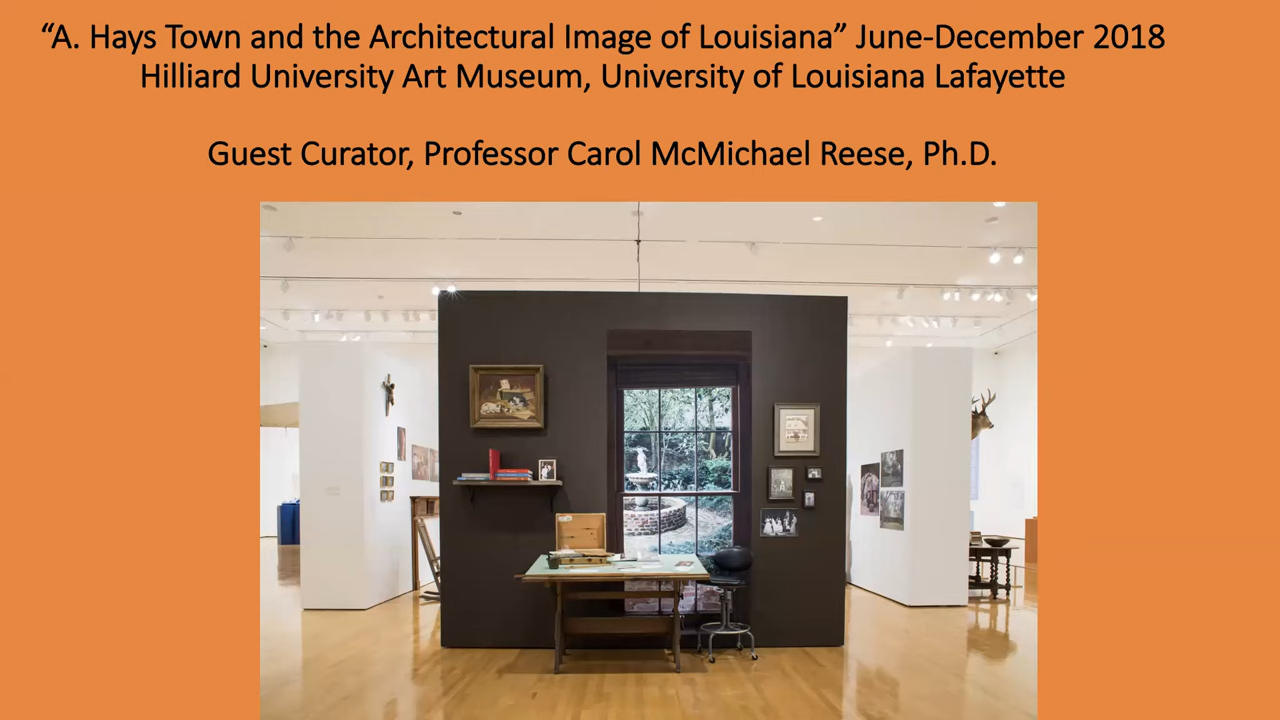 “A. Hays Town and the Architectural Image of Louisiana” June-December 2018
Hilliard University Art Museum, University of Louisiana Lafayette
Guest Curator, Professor Carol McMichael Reese, Ph.D.